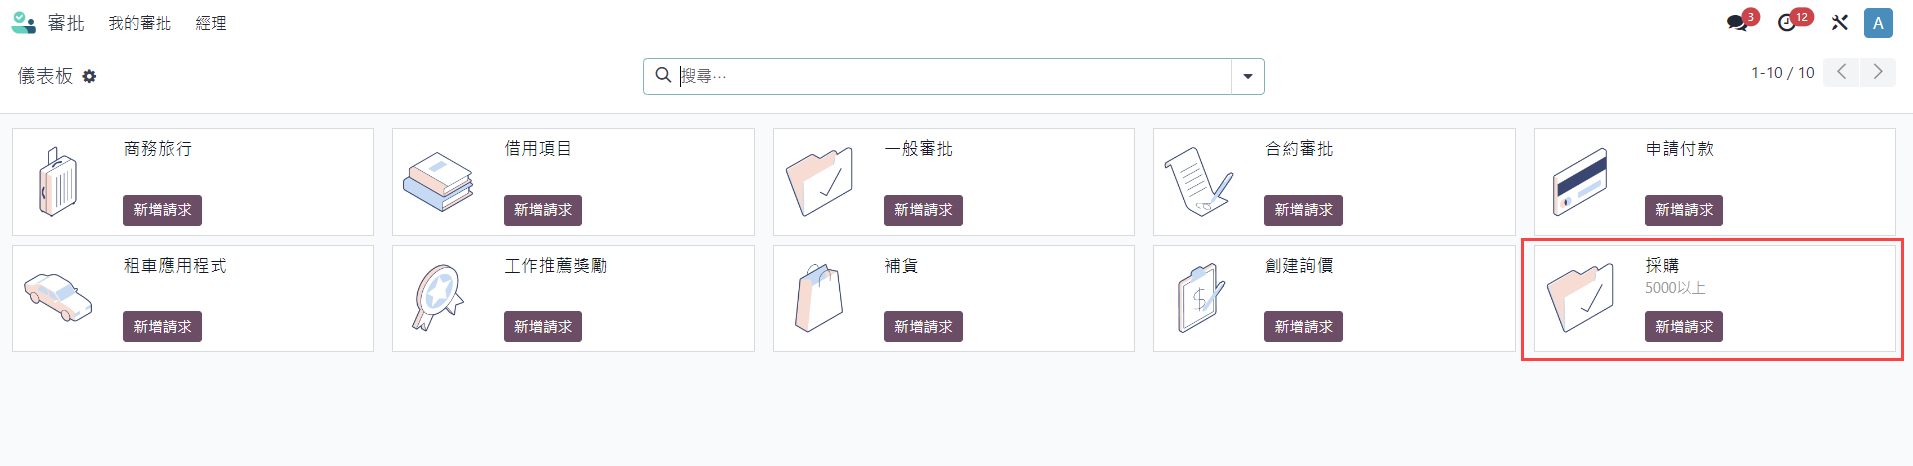 審批 我的審批 經理 3 12 A
儀表板 搜尋... 1-10 / 10
商務旅行 借用項目 一般審批 合約審批 申請付款
新增請求 新增請求 新增請求 新增請求 新增請求
租車應用程式 工作推薦獎勵 補貨 創建詢價 採購
5000以上
新增請求 新增請求 新增請求 新增請求 新增請求